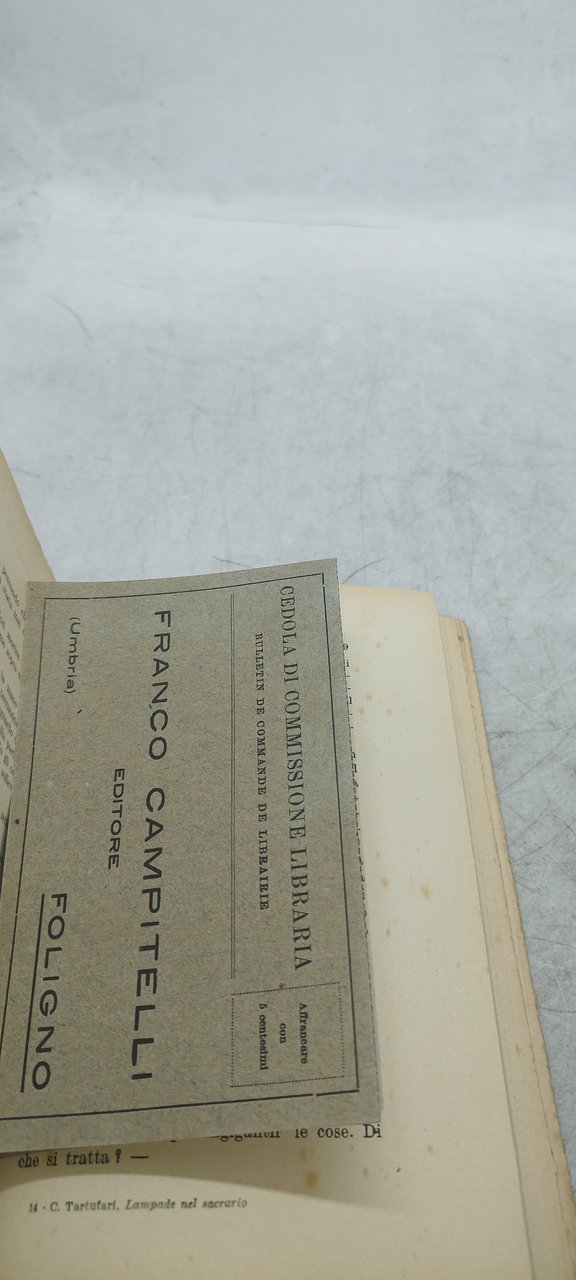 CEDOLA DI COMMISSIONE LIBRARIA
BULLETIN DE COMMANDE DE LIBRAIRIE
Affrancare
con
5 centesimi
FRANCO CAMPITELLI
EDITORE
(Umbria)
FOLIGNO
le cose. Di
che si tratta? —
14 - C. Tartufari, Lampade nel sacrario